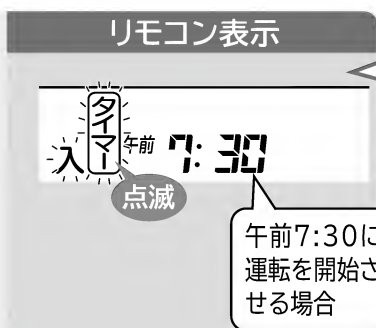 リモコン表示
入タイマー 午前 7:30
点滅
午前7:30に
運転を開始さ
せる場合